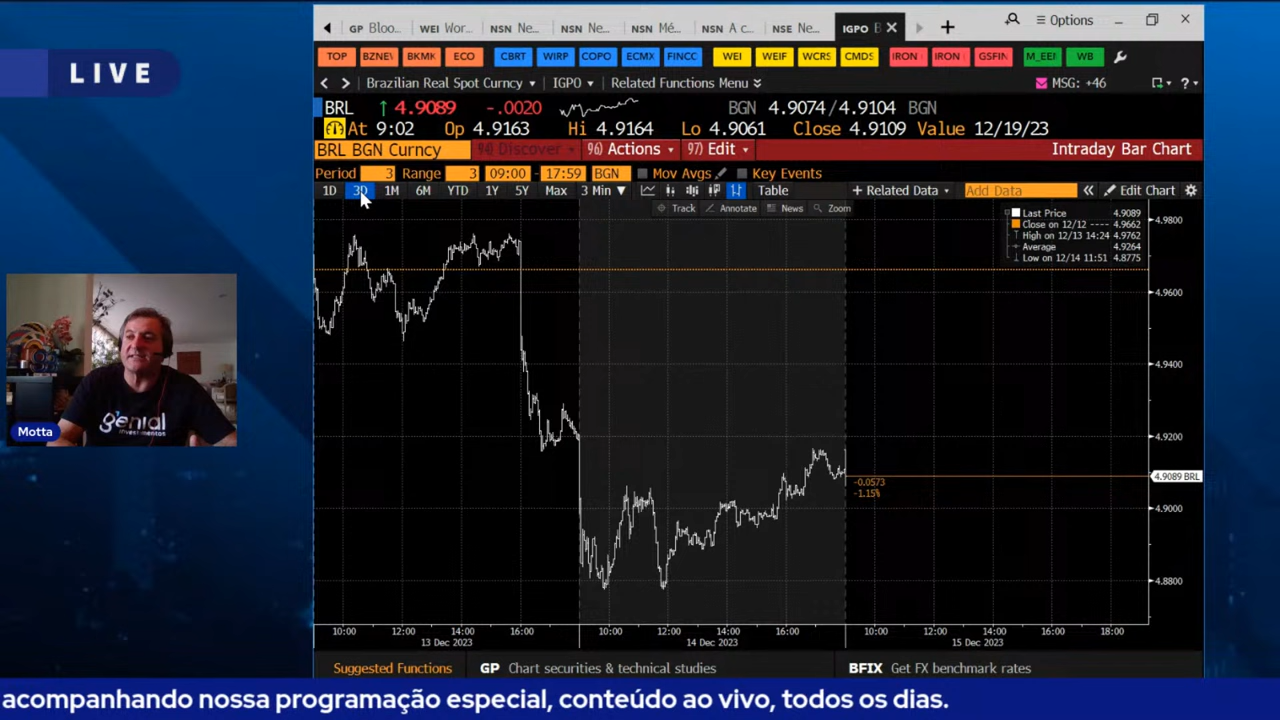 LIVE
GP Bloo...
WEI Wor...
NSN Ne...
NSN Ne...
NSN Mé...
NSN A c...
NSE Ne...
IGPO B
Options
TOP BZNEV BKMK ECO CBRT WIRP COPO ECMX FINCC WEI WEIF WCRS CMDS IRON IRON GSFIN M_EEI WB
Brazilian Real Spot Curncy IGPO Related Functions Menu MSG: +46 ?
BRL ↑ 4.9089 -.0020 BGN 4.9074/4.9104 BGN
At 9:02 Op 4.9163 Hi 4.9164 Lo 4.9061 Close 4.9109 Value 12/19/23
BRL BGN Curncy 94) Discover 96) Actions 97) Edit Intraday Bar Chart
Period 3 Range 3 09:00 - 17:59 BGN Mov Avgs Key Events
1D 3D 1M 6M YTD 1Y 5Y Max 3 Min ▼ Table + Related Data Add Data « Edit Chart
Track Annotate News Zoom
Last Price 4.9089
Close on 12/12 ---- 4.9662
High on 12/13 14:24 4.9762
Average 4.9264
Low on 12/14 11:51 4.8775
4.9800
4.9600
4.9400
4.9200
4.9089 BRL
4.9000
4.8800
-0.0573
-1.15%
10:00 12:00 14:00 16:00 10:00 12:00 14:00 16:00 10:00 12:00 14:00 16:00 18:00
13 Dec 2023 14 Dec 2023 15 Dec 2023
Suggested Functions GP Chart securities & technical studies BFIX Get FX benchmark rates
genial
investimentos
Motta
acompanhando nossa programação especial, conteúdo ao vivo, todos os dias.